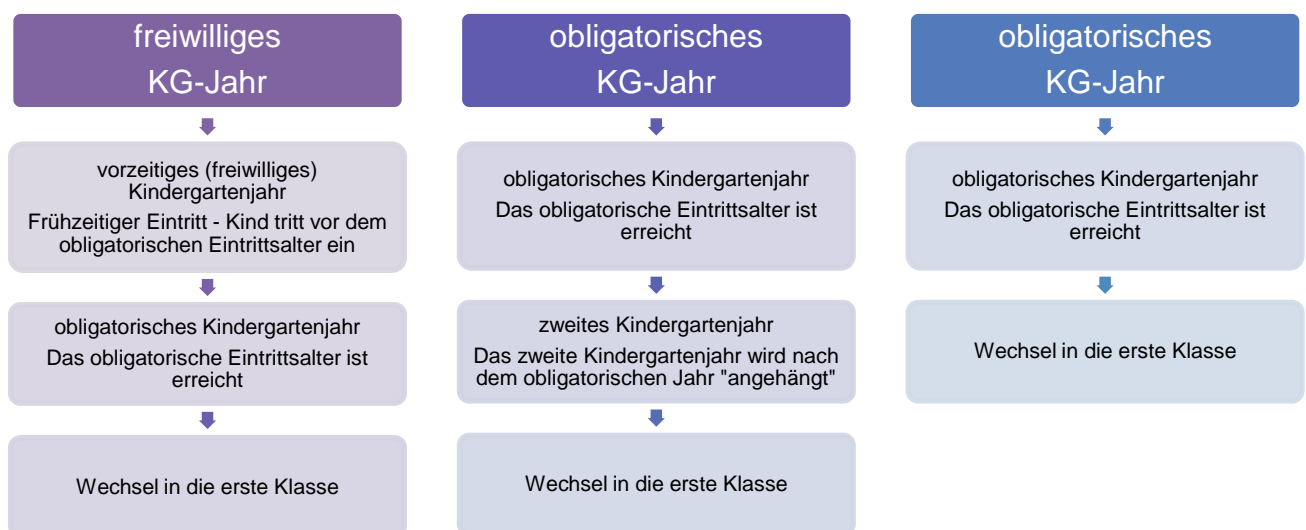 freiwilliges
KG-Jahr
vorzeitiges (freiwilliges)
Kindergartenjahr
Frühzeitiger Eintritt - Kind tritt vor dem
obligatorischen Eintrittsalter ein
obligatorisches Kindergartenjahr
Das obligatorische Eintrittsalter ist
erreicht
Wechsel in die erste Klasse
obligatorisches
KG-Jahr
obligatorisches Kindergartenjahr
Das obligatorische Eintrittsalter ist
erreicht
zweites Kindergartenjahr
Das zweite Kindergartenjahr wird nach
dem obligatorischen Jahr "angehängt"
Wechsel in die erste Klasse
obligatorisches
KG-Jahr
obligatorisches Kindergartenjahr
Das obligatorische Eintrittsalter ist
erreicht
Wechsel in die erste Klasse